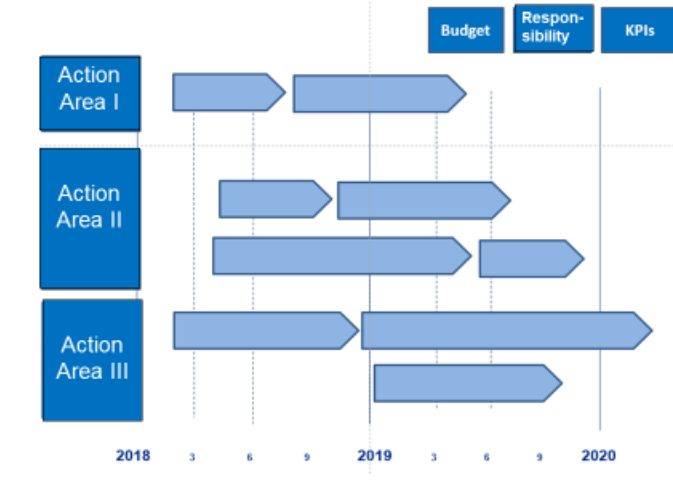 Budget
Respon-
sibility
KPIs
Action
Area I
Action
Area II
Action
Area III
2018 3 6 9 2019 3 6 9 2020